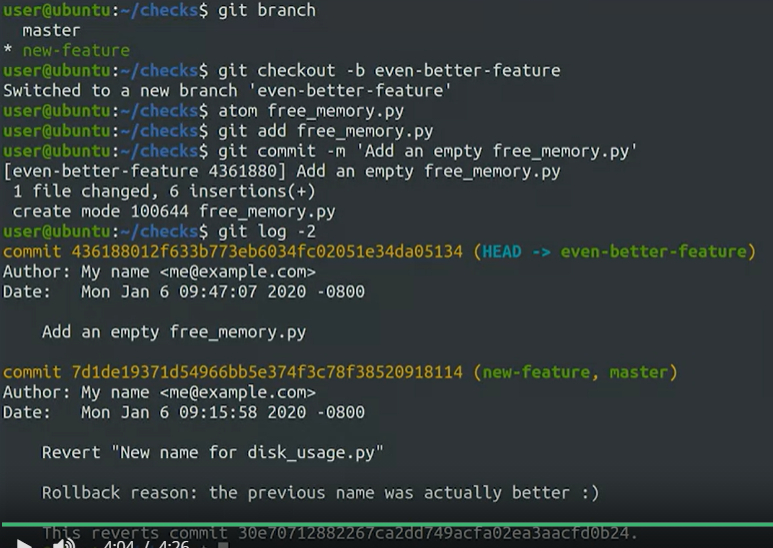 user@ubuntu:~/checks$ git branch
master
* new-feature
user@ubuntu:~/checks$ git checkout -b even-better-feature
Switched to a new branch 'even-better-feature'
user@ubuntu:~/checks$ atom free_memory.py
user@ubuntu:~/checks$ git add free_memory.py
user@ubuntu:~/checks$ git commit -m 'Add an empty free_memory.py'
[even-better-feature 4361880] Add an empty free_memory.py
1 file changed, 6 insertions(+)
create mode 100644 free_memory.py
user@ubuntu:~/checks$ git log -2
commit 436188012f633b773eb6034fc02051e34da05134 (HEAD -> even-better-feature)
Author: My name <me@example.com>
Date:   Mon Jan 6 09:47:07 2020 -0800
Add an empty free_memory.py
commit 7d1de19371d54966bb5e374f3c78f38520918114 (new-feature, master)
Author: My name <me@example.com>
Date:   Mon Jan 6 09:15:58 2020 -0800
Revert "New name for disk_usage.py"
Rollback reason: the previous name was actually better :)
This reverts commit 30e70712882267ca2dd749acfa02ea3aacfd0b24.
4:04 / 4:26